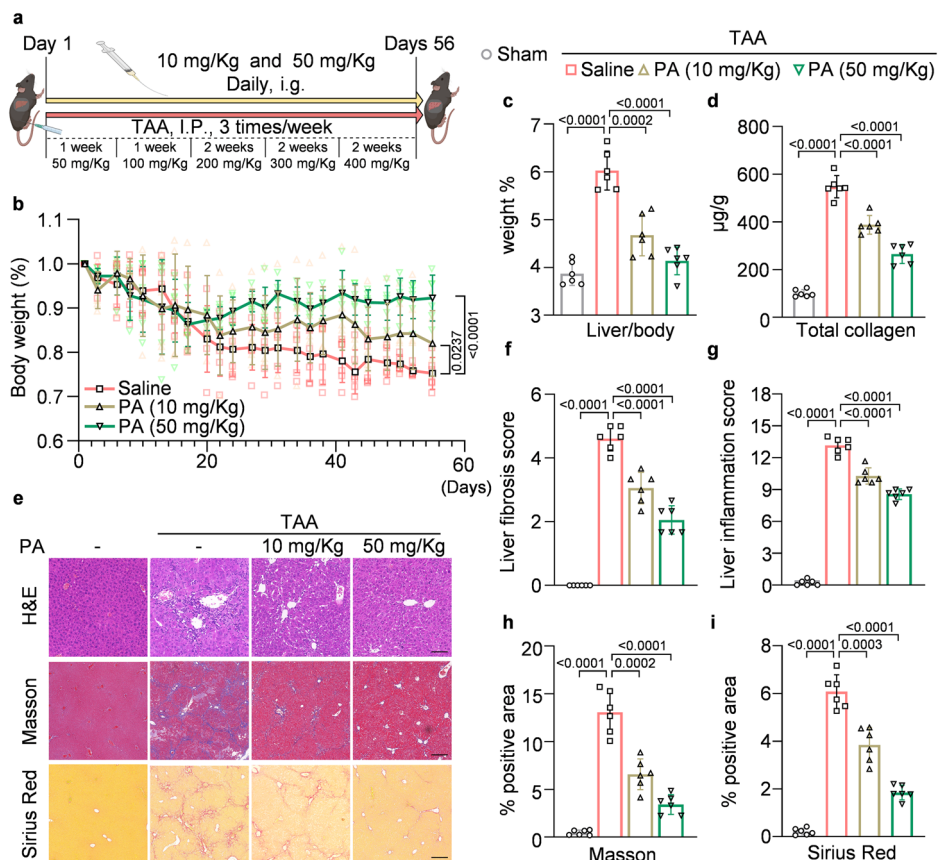 a
Day 1
Days 56
10 mg/Kg and 50 mg/Kg
Daily, i.g.
TAA, I.P., 3 times/week
1 week 1 week 2 weeks 2 weeks 2 weeks
50 mg/Kg 100 mg/Kg 200 mg/Kg 300 mg/Kg 400 mg/Kg
TAA
Sham
Saline PA (10 mg/Kg) PA (50 mg/Kg)
b
Body weight (%)
1.1
1.0
0.9
0.8
0.7
0.6
0 10 20 30 40 50 60
(Days)
Saline
PA (10 mg/Kg)
PA (50 mg/Kg)
0.0237
<0.0001
c
weight %
7
6
5
4
3
<0.0001
<0.0001 0.0002
Liver/body
d
µg/g
800
600
400
200
0
<0.0001
<0.0001 <0.0001
Total collagen
e
TAA
PA - - 10 mg/Kg 50 mg/Kg
H&E
Masson
Sirius Red
f
Liver fibrosis score
6
4
2
0
<0.0001
<0.0001 <0.0001
g
Liver inflammation score
18
15
12
9
6
3
0
<0.0001
<0.0001 <0.0001
h
% positive area
20
15
10
5
0
<0.0001
<0.0001 0.0002
Masson
i
% positive area
8
6
4
2
0
<0.0001
<0.0001 0.0003
Sirius Red